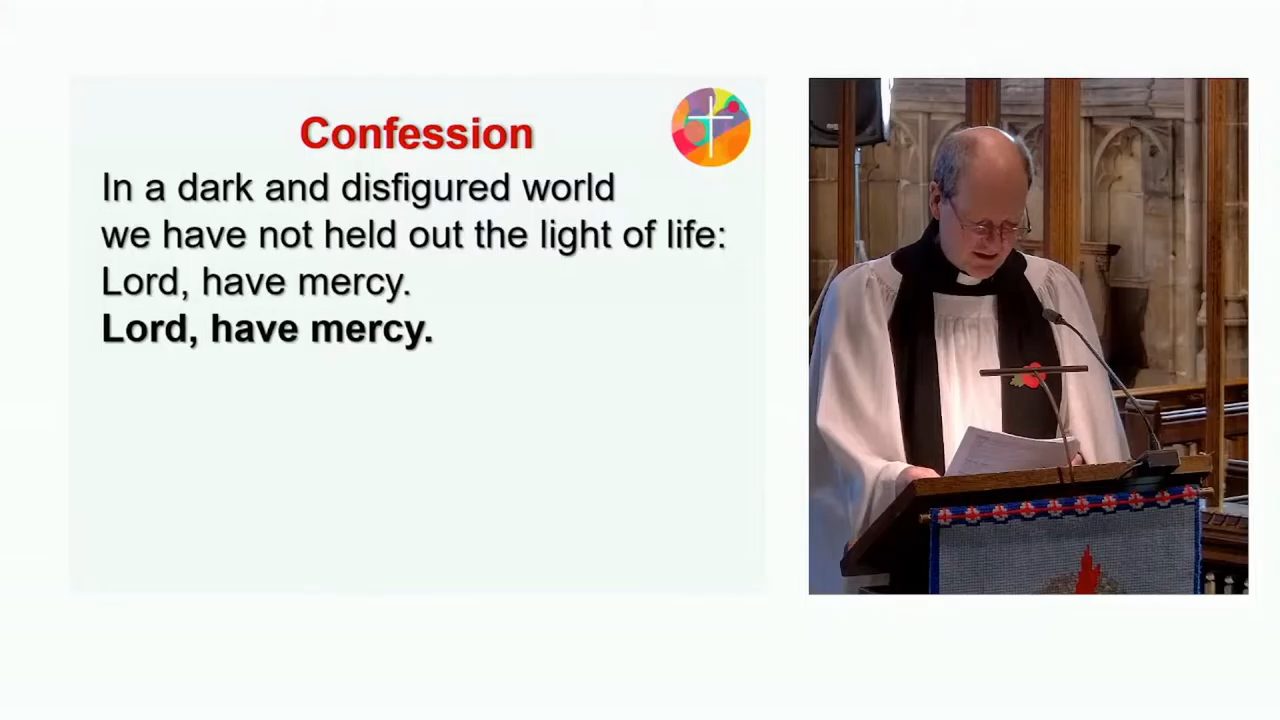 Confession
In a dark and disfigured world
we have not held out the light of life:
Lord, have mercy.
Lord, have mercy.